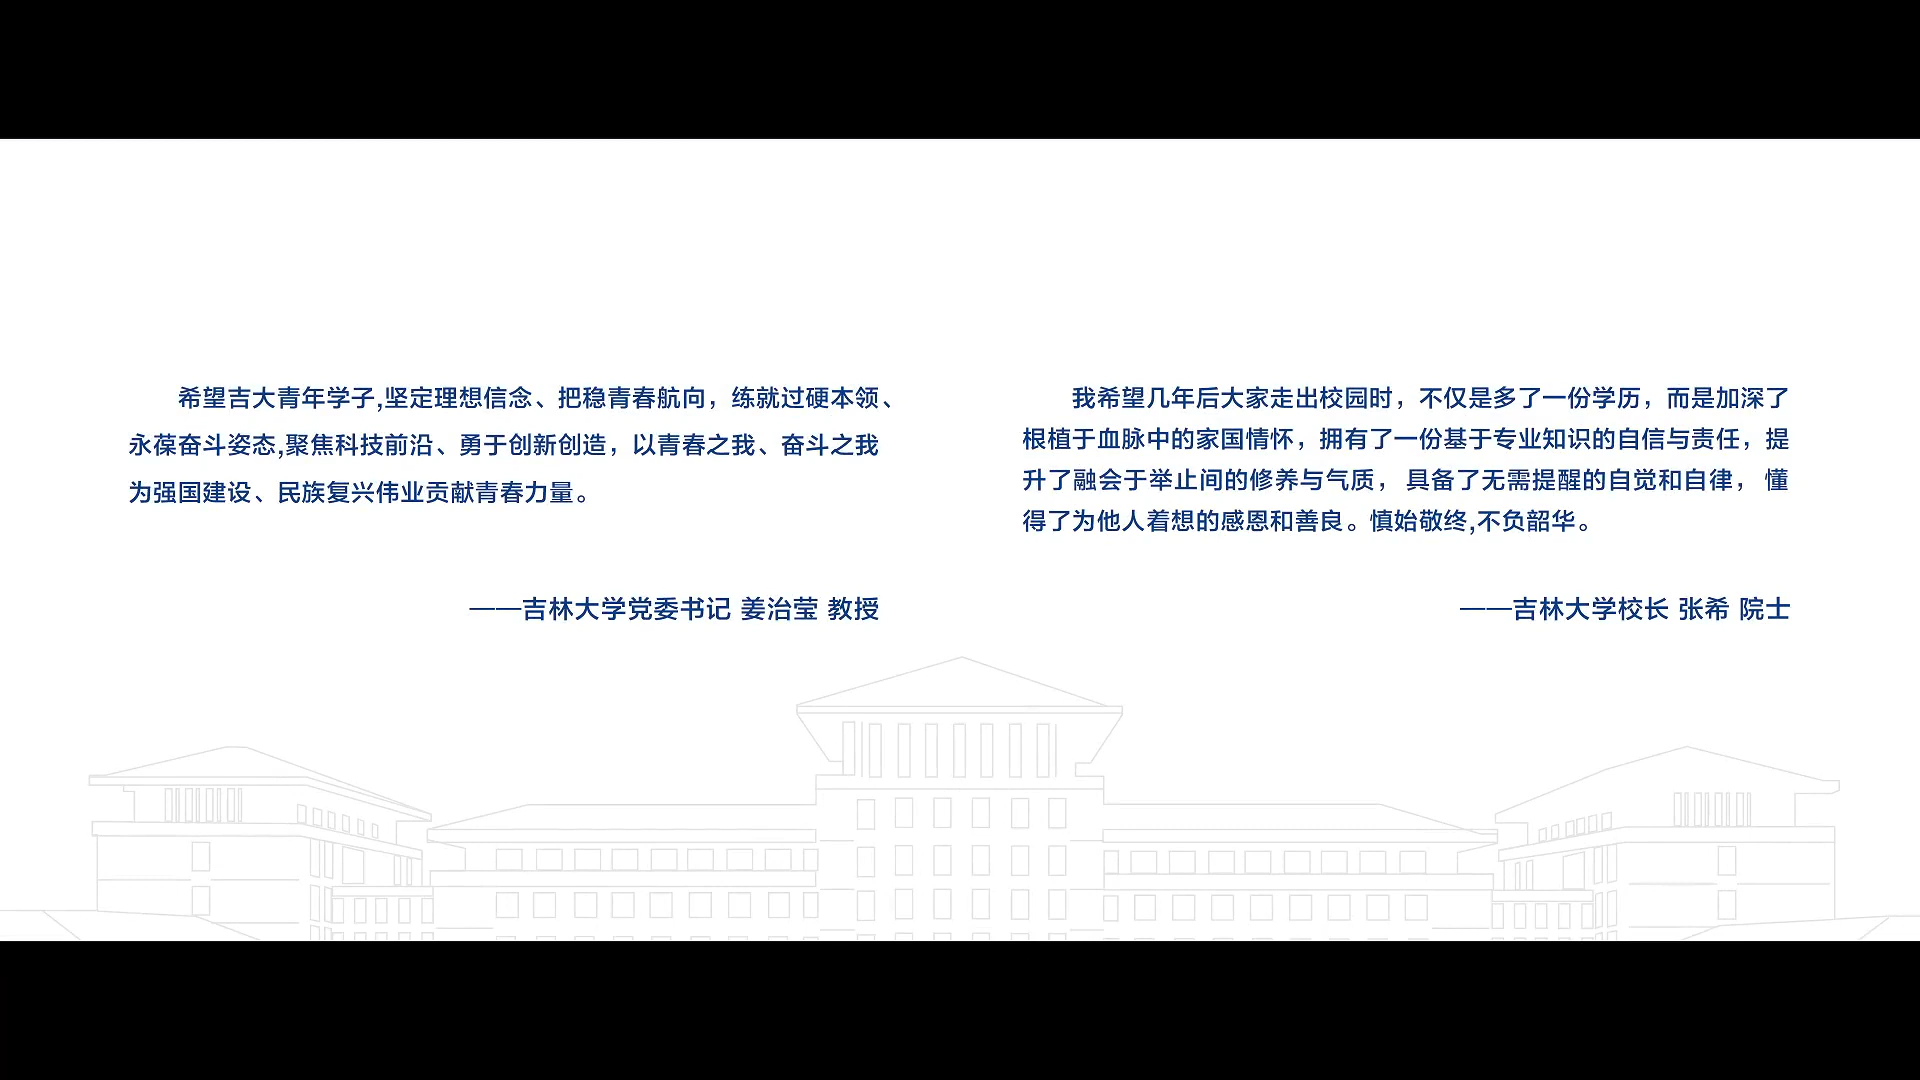 希望吉大青年学子,坚定理想信念、把稳青春航向，练就过硬本领、
永葆奋斗姿态,聚焦科技前沿、勇于创新创造，以青春之我、奋斗之我
为强国建设、民族复兴伟业贡献青春力量。
——吉林大学党委书记 姜治莹 教授
我希望几年后大家走出校园时，不仅是多了一份学历，而是加深了
根植于血脉中的家国情怀，拥有了一份基于专业知识的自信与责任，提
升了融会于举止间的修养与气质，具备了无需提醒的自觉和自律，懂
得了为他人着想的感恩和善良。慎始敬终,不负韶华。
——吉林大学校长 张希 院士